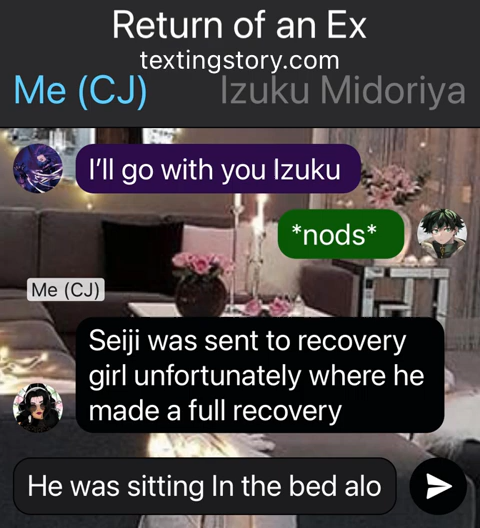 Return of an Ex
textingstory.com
Me (CJ) Izuku Midoriya
I’ll go with you Izuku
*nods*
Me (CJ)
Seiji was sent to recovery
girl unfortunately where he
made a full recovery
He was sitting In the bed alo